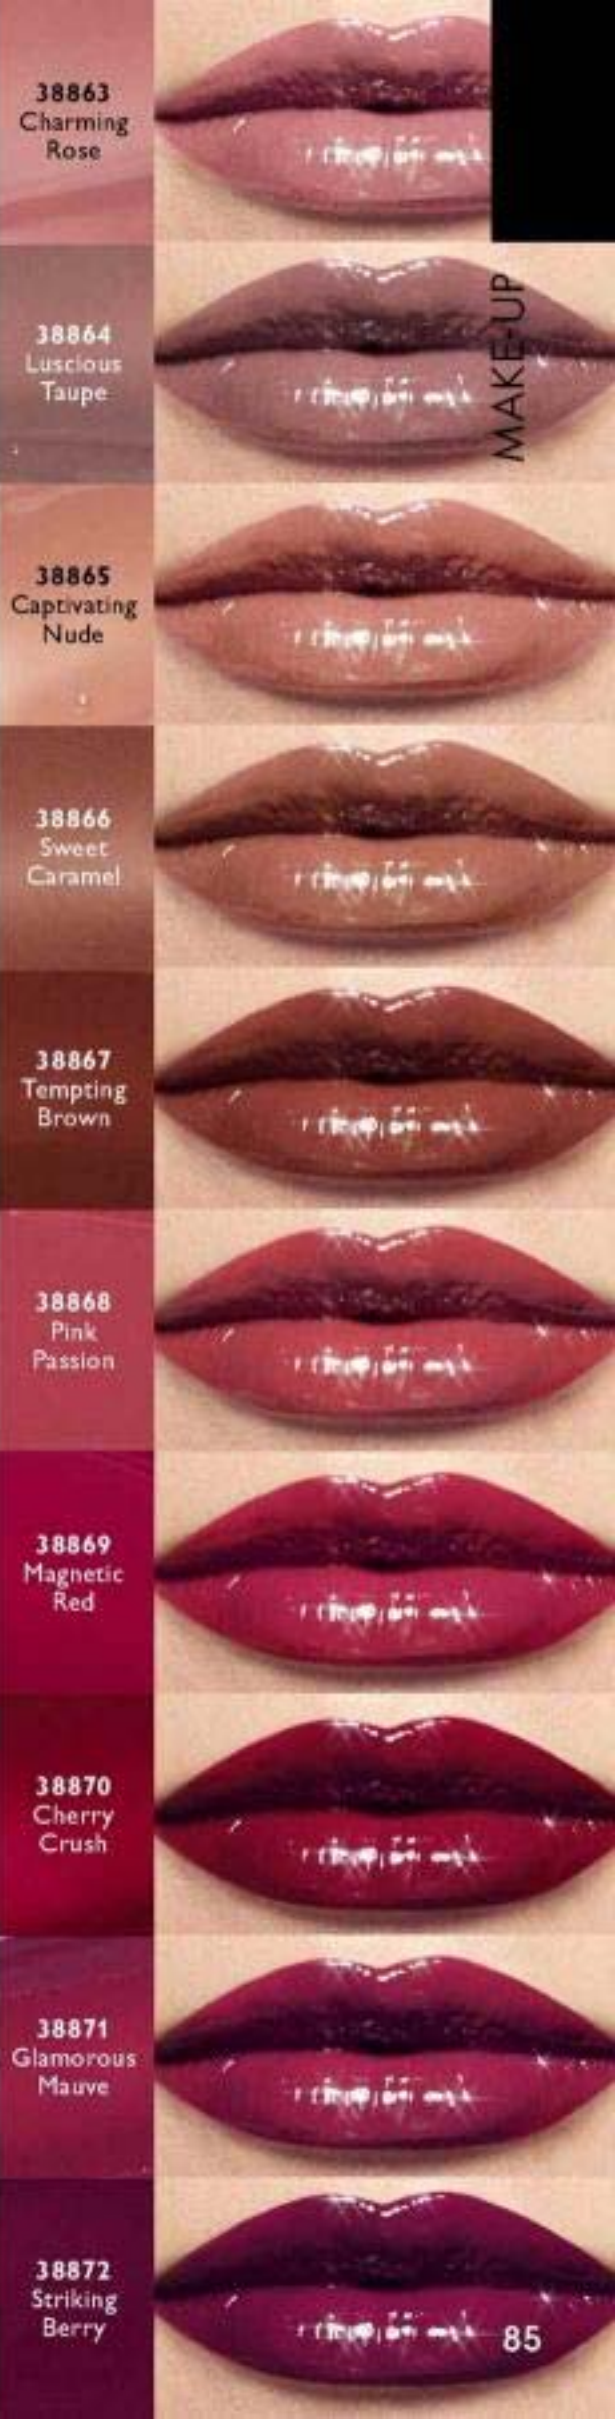 38863
Charming
Rose
38864
Luscious
Taupe
MAKE-UP
38865
Captivating
Nude
38866
Sweet
Caramel
38867
Tempting
Brown
38868
Pink
Passion
38869
Magnetic
Red
38870
Cherry
Crush
38871
Glamorous
Mauve
38872
Striking
Berry
85